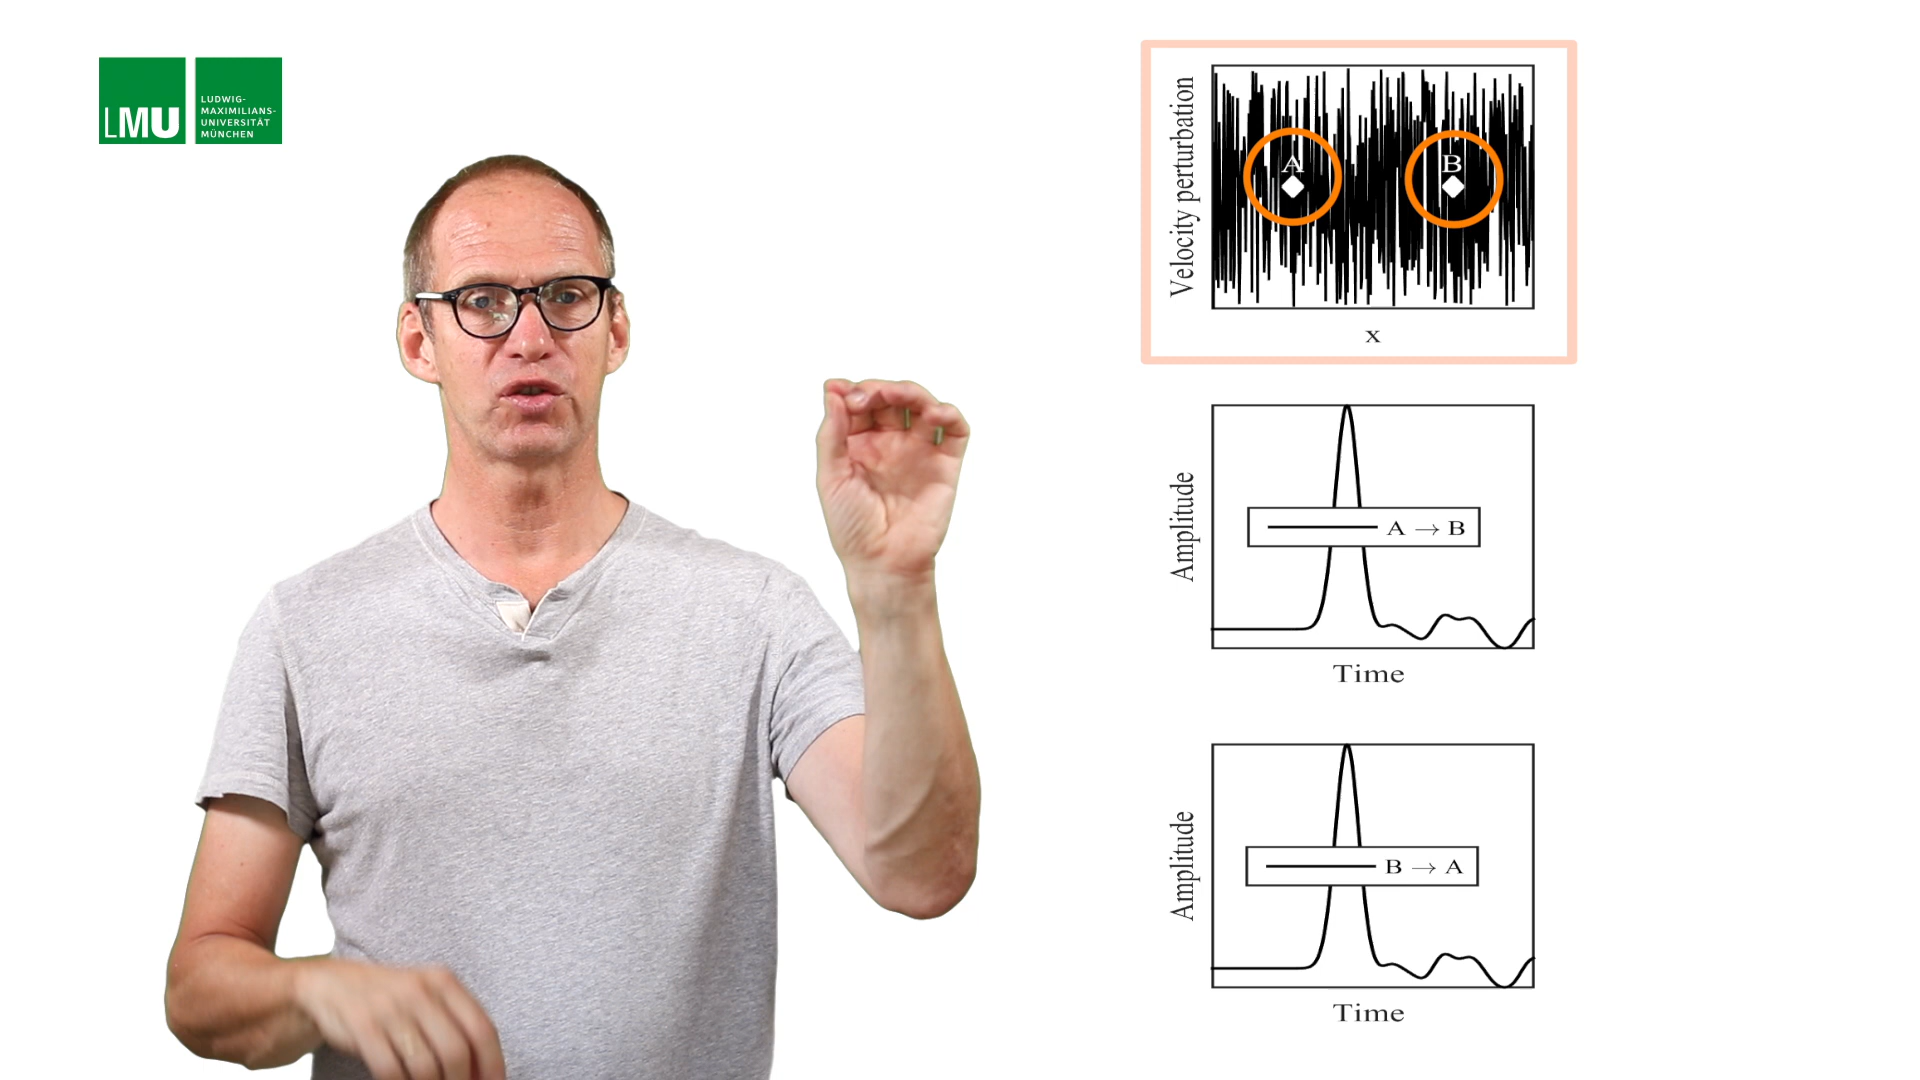 LMU
LUDWIG-
MAXIMILIANS-
UNIVERSITÄT
MÜNCHEN
Velocity perturbation
A
B
x
Amplitude
A → B
Time
Amplitude
B → A
Time